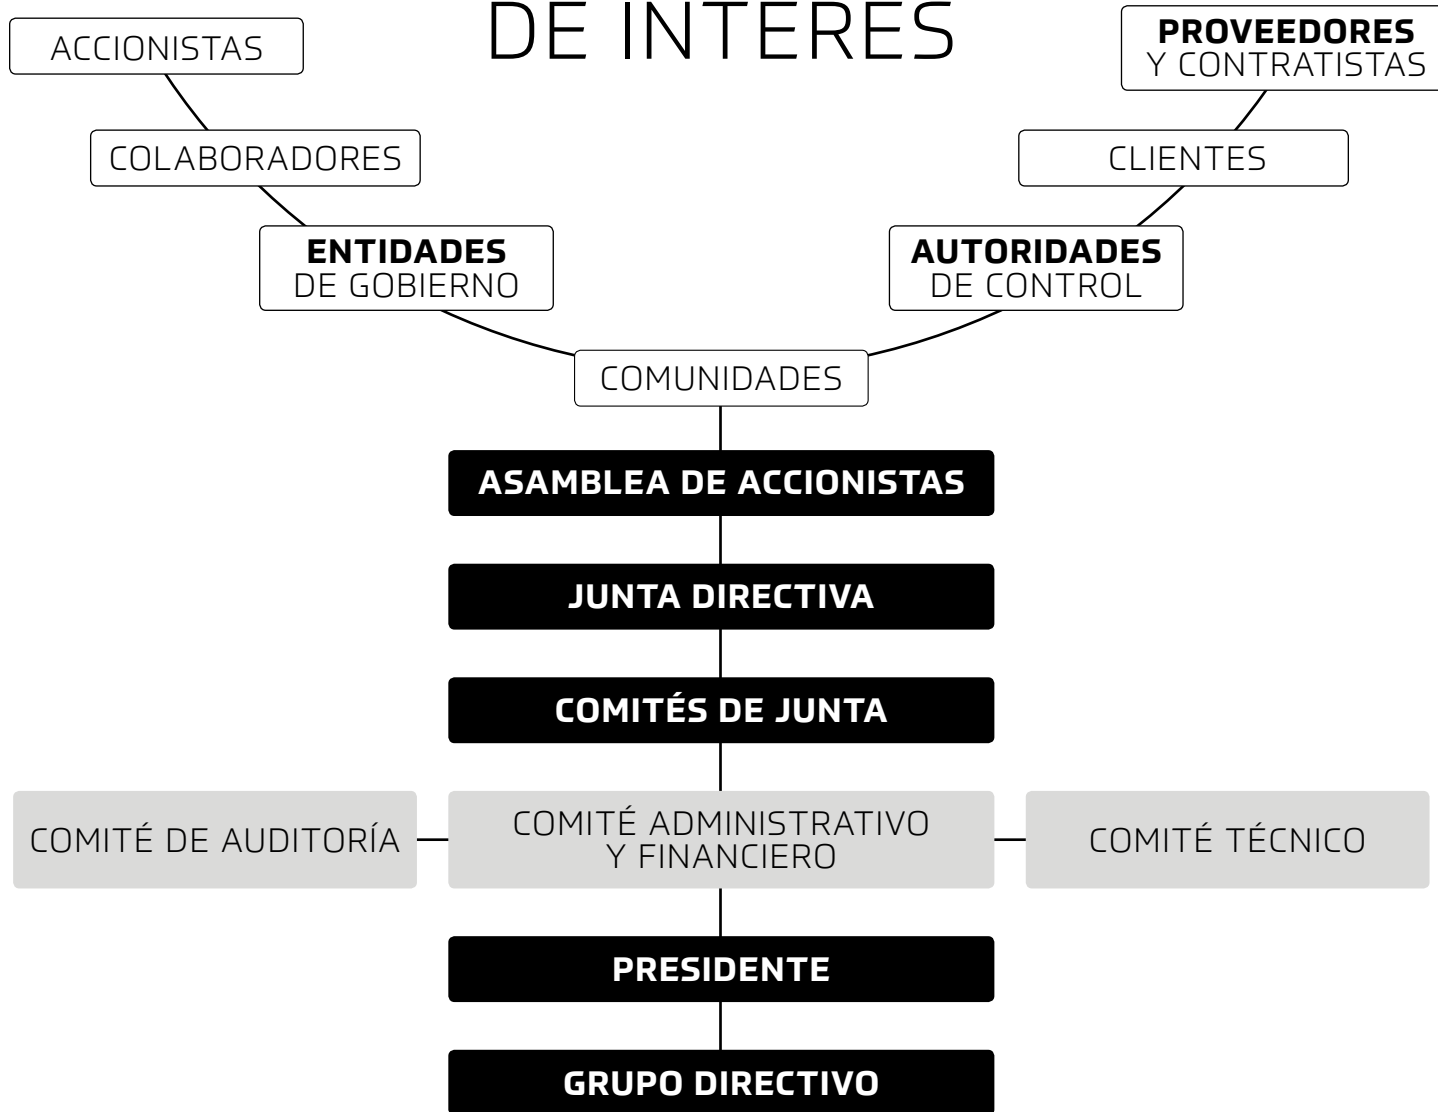 DE INTERES
ACCIONISTAS
PROVEEDORES
Y CONTRATISTAS
COLABORADORES
CLIENTES
ENTIDADES
DE GOBIERNO
AUTORIDADES
DE CONTROL
COMUNIDADES
ASAMBLEA DE ACCIONISTAS
JUNTA DIRECTIVA
COMITÉS DE JUNTA
COMITÉ DE AUDITORÍA
COMITÉ ADMINISTRATIVO
Y FINANCIERO
COMITÉ TÉCNICO
PRESIDENTE
GRUPO DIRECTIVO